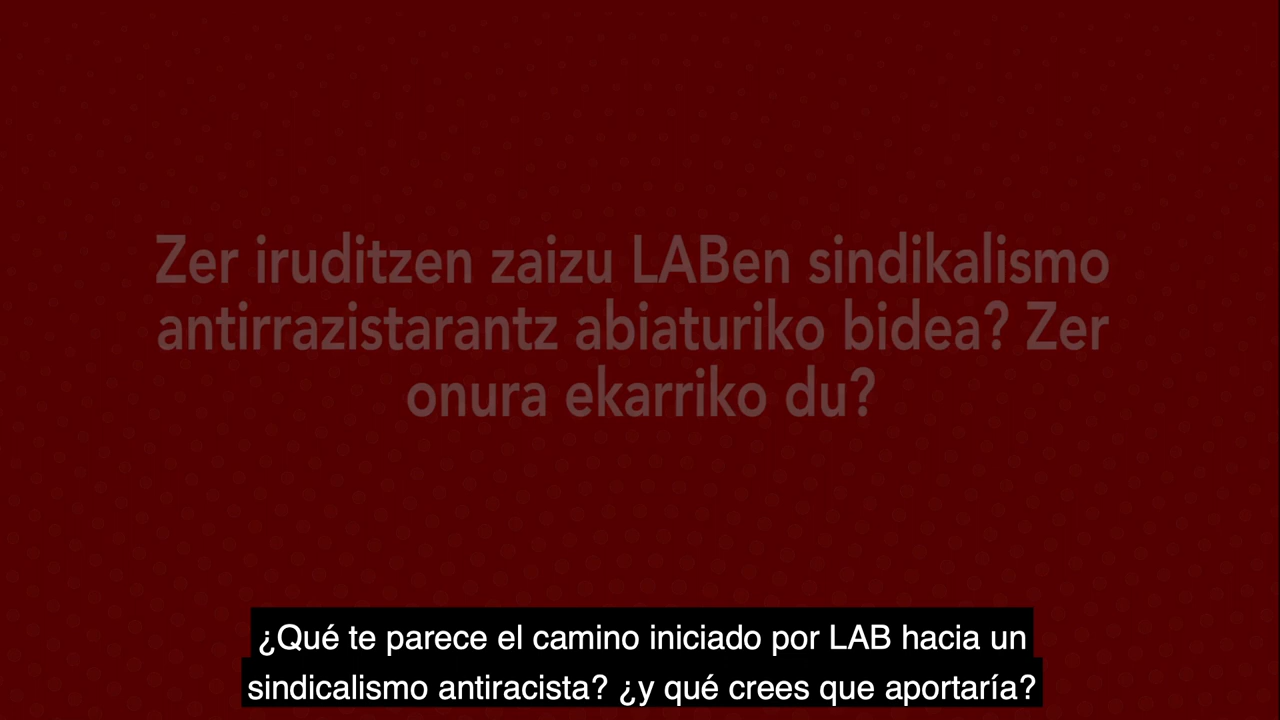 Zer iruditzen zaizu LABen sindikalismo
antirrazistarantz abiaturiko bidea? Zer
onura ekarriko du?
¿Qué te parece el camino iniciado por LAB hacia un
sindicalismo antiracista? ¿y qué crees que aportaría?